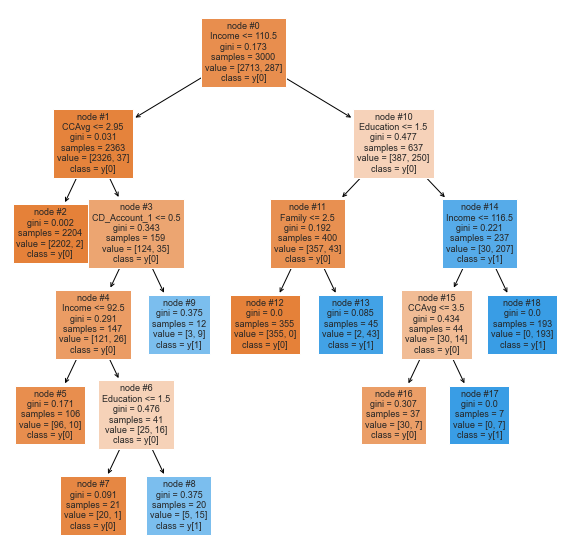 node #0
Income <= 110.5
gini = 0.173
samples = 3000
value = [2713, 287]
class = y[0]
node #1
CCAvg <= 2.95
gini = 0.031
samples = 2363
value = [2326, 37]
class = y[0]
node #10
Education <= 1.5
gini = 0.477
samples = 637
value = [387, 250]
class = y[0]
node #2
gini = 0.002
samples = 2204
value = [2202, 2]
class = y[0]
node #3
CD_Account_1 <= 0.5
gini = 0.343
samples = 159
value = [124, 35]
class = y[0]
node #11
Family <= 2.5
gini = 0.192
samples = 400
value = [357, 43]
class = y[0]
node #14
Income <= 116.5
gini = 0.221
samples = 237
value = [30, 207]
class = y[1]
node #4
Income <= 92.5
gini = 0.291
samples = 147
value = [121, 26]
class = y[0]
node #9
gini = 0.375
samples = 12
value = [3, 9]
class = y[1]
node #12
gini = 0.0
samples = 355
value = [355, 0]
class = y[0]
node #13
gini = 0.085
samples = 45
value = [2, 43]
class = y[1]
node #15
CCAvg <= 3.5
gini = 0.434
samples = 44
value = [30, 14]
class = y[0]
node #18
gini = 0.0
samples = 193
value = [0, 193]
class = y[1]
node #5
gini = 0.171
samples = 106
value = [96, 10]
class = y[0]
node #6
Education <= 1.5
gini = 0.476
samples = 41
value = [25, 16]
class = y[0]
node #16
gini = 0.307
samples = 37
value = [30, 7]
class = y[0]
node #17
gini = 0.0
samples = 7
value = [0, 7]
class = y[1]
node #7
gini = 0.091
samples = 21
value = [20, 1]
class = y[0]
node #8
gini = 0.375
samples = 20
value = [5, 15]
class = y[1]